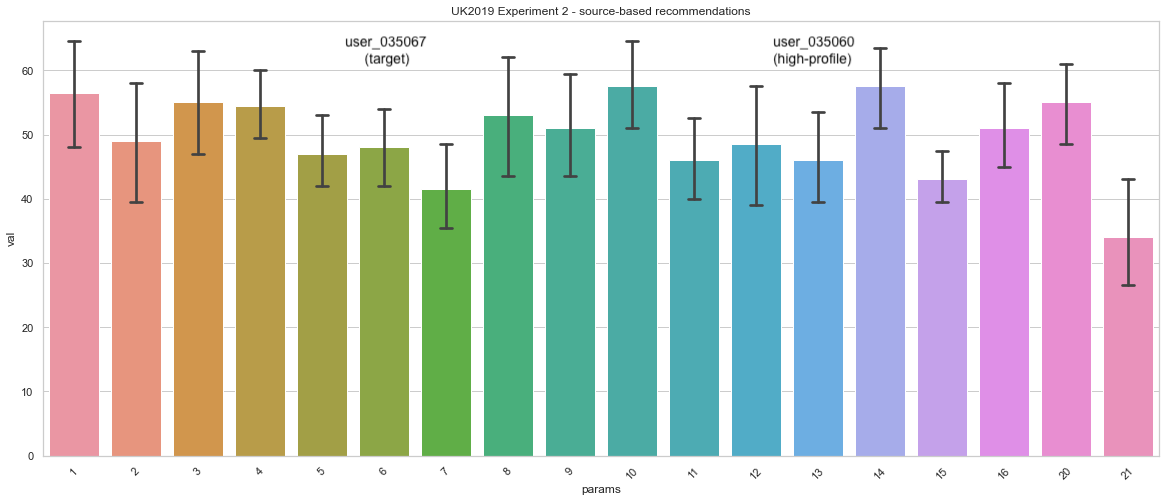 UK2019 Experiment 2 - source-based recommendations
user_035067
(target)
user_035060
(high-profile)
val
60
50
40
30
20
10
0
1 2 3 4 5 6 7 8 9 10 11 12 13 14 15 16 20 21
params